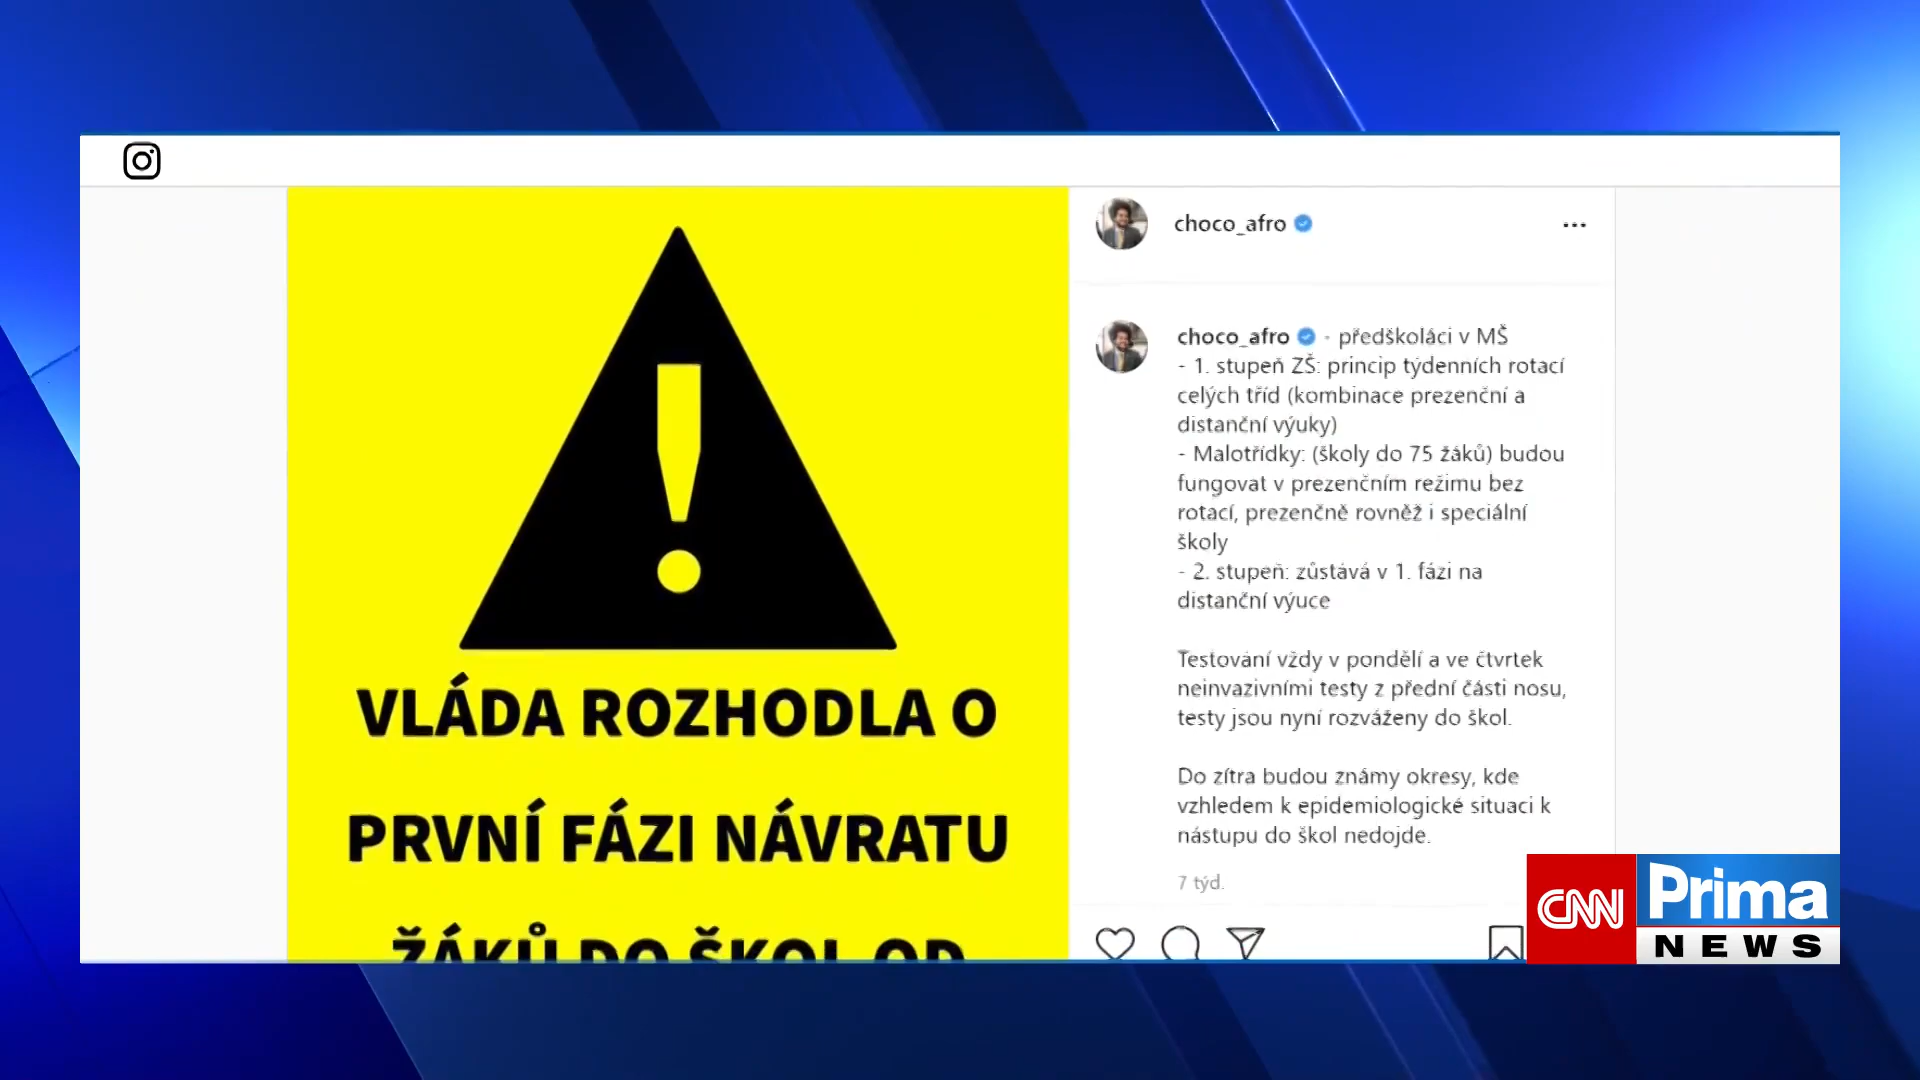 VLÁDA ROZHODLA O
PRVNÍ FÁZI NÁVRATU
ŽÁKŮ DO ŠKOL OD
choco_afro
choco_afro - předškoláci v MŠ
- 1. stupeň ZŠ: princip týdenních rotací
celých tříd (kombinace prezenční a
distanční výuky)
- Malotřídky: (školy do 75 žáků) budou
fungovat v prezenčním režimu bez
rotací, prezenčně rovněž i speciální
školy
- 2. stupeň: zůstává v 1. fázi na
distanční výuce
Testování vždy v pondělí a ve čtvrtek
neinvazivními testy z přední části nosu,
testy jsou nyní rozváženy do škol.
Do zítra budou známy okresy, kde
vzhledem k epidemiologické situaci k
nástupu do škol nedojde.
7 týd.
CNN Prima
NEWS